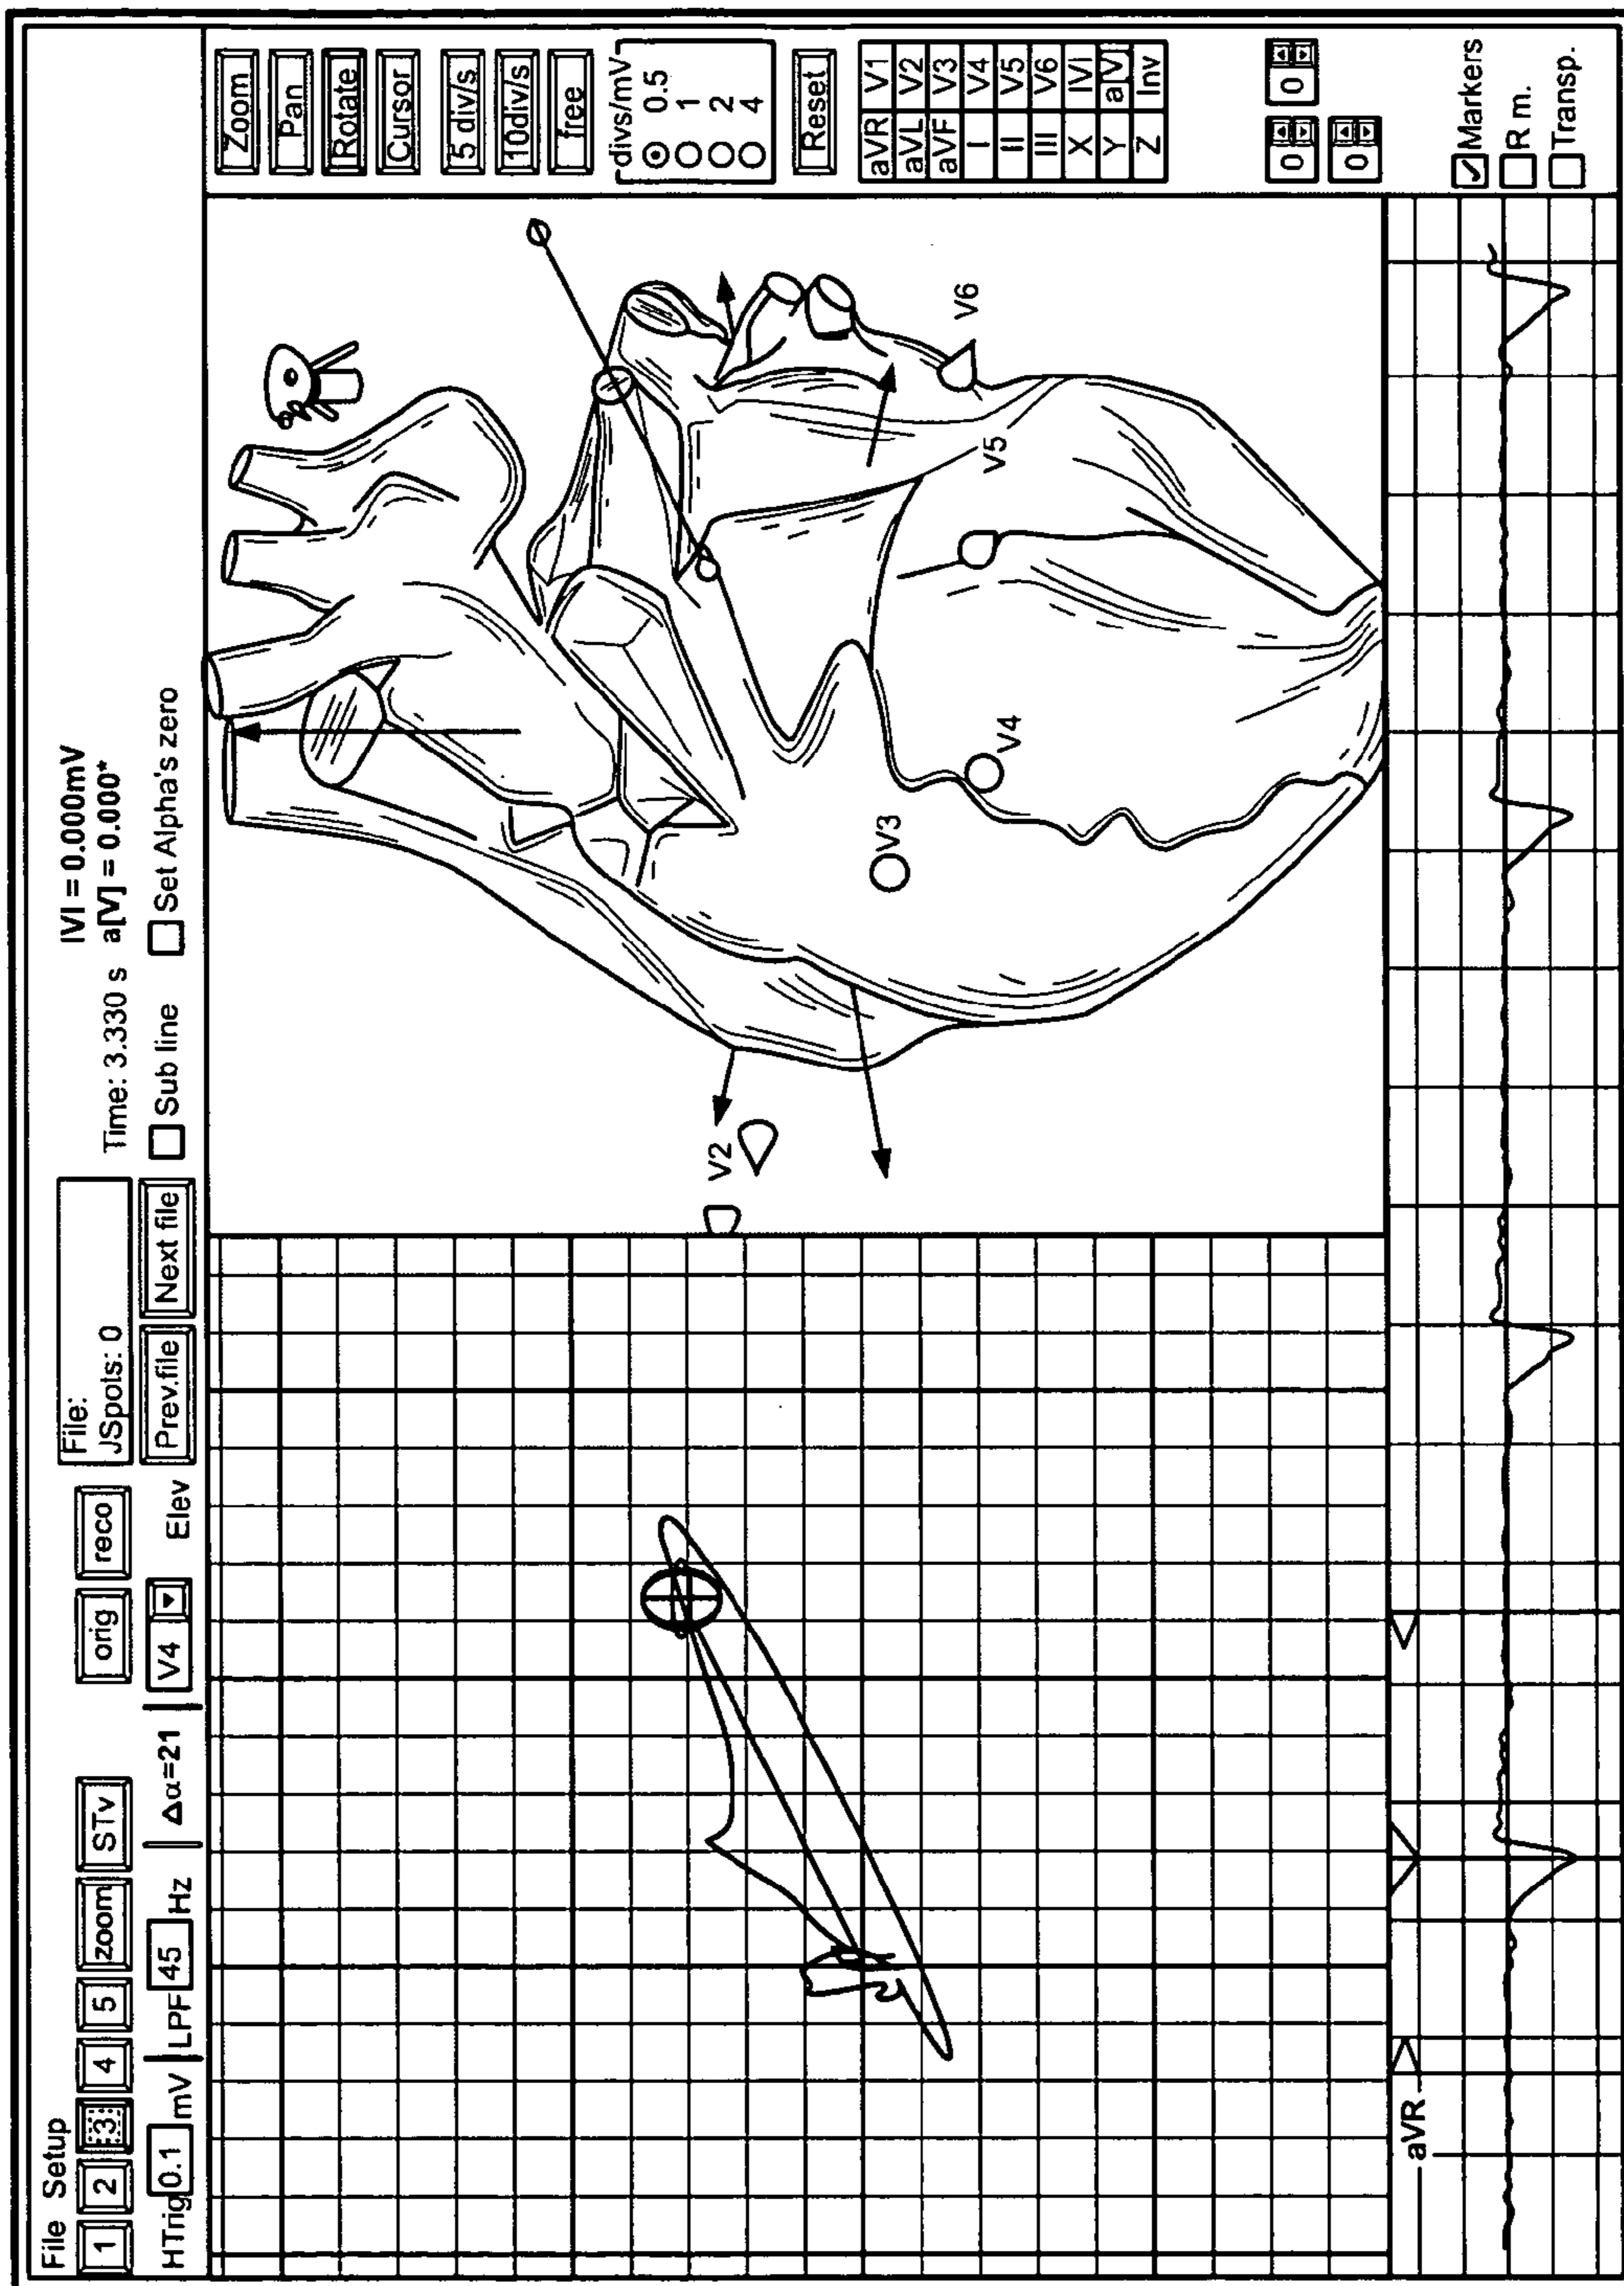 File Setup
1 2 3 4 5 zoom STv orig reco
File:
JSpots: 0
|V| = 0.000mV
Time: 3.330 s a[V] = 0.000*
HTrig 0.1 mV LPF 45 Hz Δα=21 V4 Elev Prev.file Next file Sub line Set Alpha's zero
Zoom
Pan
Rotate
Cursor
5 div/s
10div/s
free
divs/mV
0.5
1
2
4
Reset
aVR V1
aVL V2
aVF V3
I V4
II V5
III V6
X |V|
Y a[V]
Z Inv
0 0
0
Markers
R m.
Transp.
V2
V3
V4
V5
V6
aVR